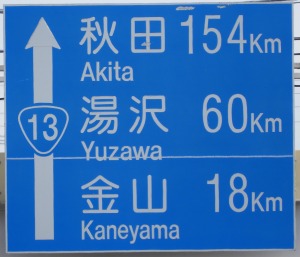 秋田 154Km
Akita
13
湯沢 60Km
Yuzawa
金山 18Km
Kaneyama